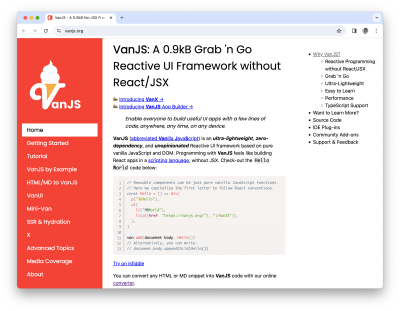 VanJS: A 0.9kB Grab 'n Go Reactive UI Framework without React/JSX
vanjs.org
VanJS
Home
Getting Started
Tutorial
VanJS by Example
HTML/MD to VanJS
VanUI
Mini-Van
SSR & Hydration
X
Advanced Topics
Media Coverage
About
VanJS: A 0.9kB Grab 'n Go
Reactive UI Framework without
React/JSX
Introducing VanX →
Introducing VanJS App Builder →
Enable everyone to build useful UI apps with a few lines of
code, anywhere, any time, on any device.
VanJS (abbreviated Vanilla JavaScript) is an ultra-lightweight, zero-
dependency, and unopinionated Reactive UI framework based on pure
vanilla JavaScript and DOM. Programming with VanJS feels like building
React apps in a scripting language, without JSX. Check-out the Hello
World code below:
// Reusable components can be just pure vanilla JavaScript functions.
// Here we capitalize the first letter to follow React conventions.
const Hello = () => div(
p("👋Hello"),
ul(
li("🗺️World"),
li(a({href: "https://vanjs.org/"}, "🍦VanJS")),
),
)
van.add(document.body, Hello())
// Alternatively, you can write:
// document.body.appendChild(Hello())
Try on jsfiddle
You can convert any HTML or MD snippet into VanJS code with our online
converter.
Why VanJS?
Reactive Programming
without React/JSX
Grab 'n Go
Ultra-Lightweight
Easy to Learn
Performance
TypeScript Support
Want to Learn More?
Source Code
IDE Plug-ins
Community Add-ons
Support & Feedback